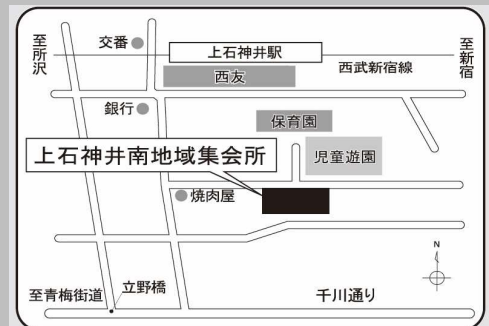 至所沢
交番
上石神井駅
至新宿
西友
西武新宿線
銀行
保育園
上石神井南地域集会所
児童遊園
焼肉屋
N
至青梅街道
立野橋
千川通り